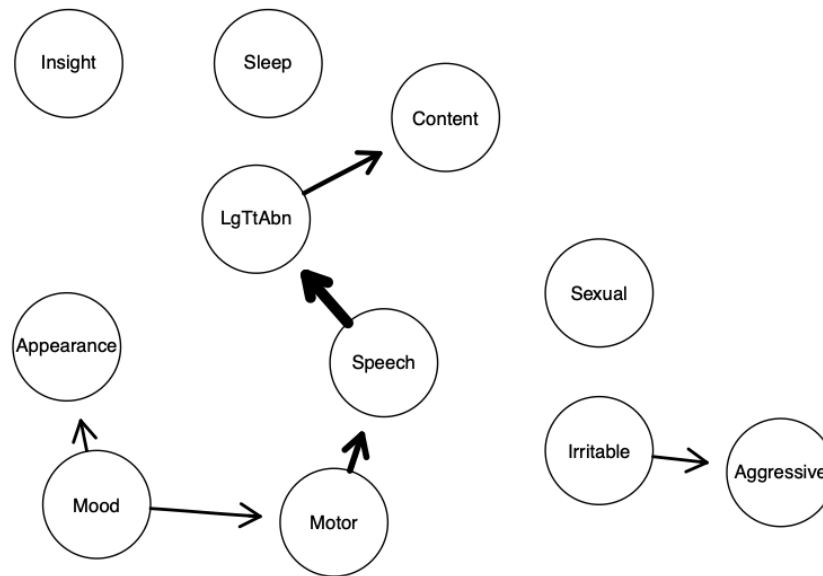 Insight
Sleep
Content
LgTtAbn
Sexual
Appearance
Speech
Irritable
Aggressive
Mood
Motor